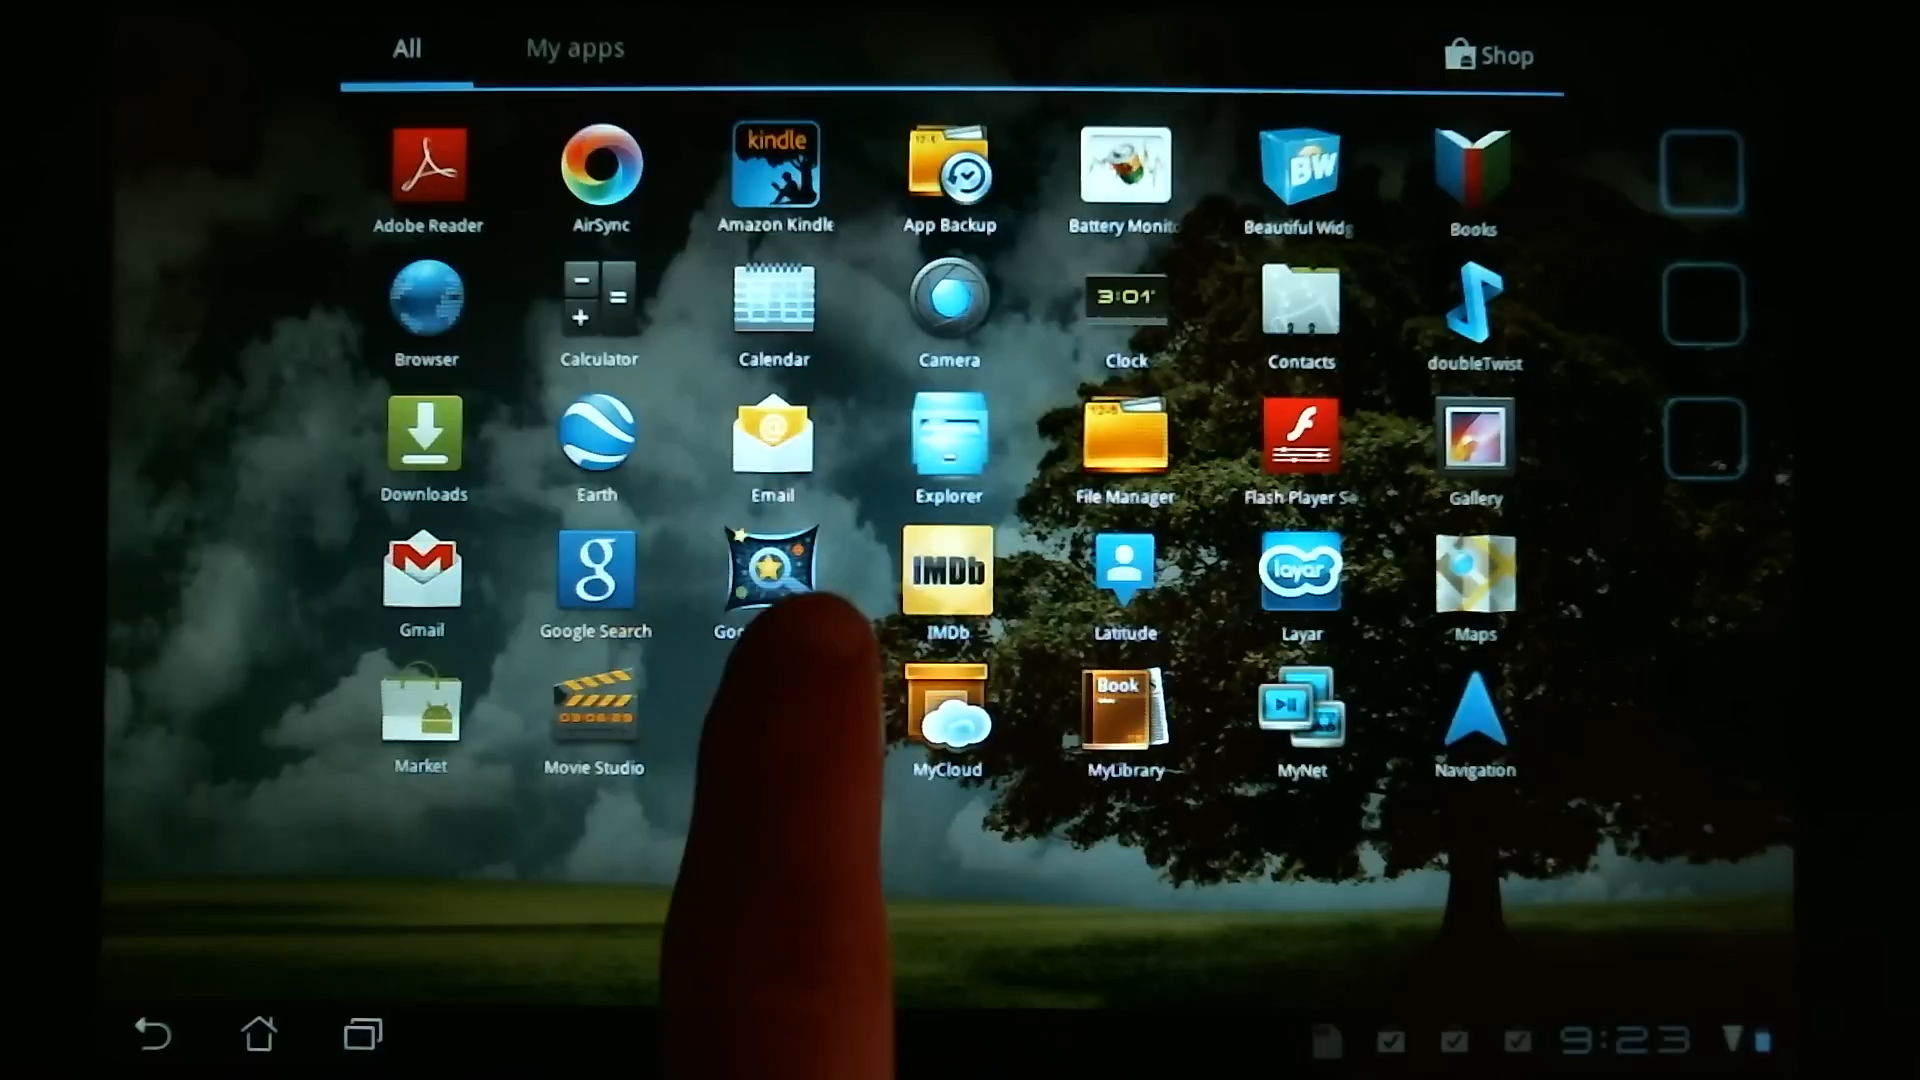 All My apps Shop
kindle
BW
Adobe Reader AirSync Amazon Kindle App Backup Battery Monito Beautiful Widg Books
3:01
Browser Calculator Calendar Camera Clock Contacts doubleTwist
Downloads Earth Email Explorer File Manager Flash Player Se Gallery
g IMDb layar
Gmail Google Search Goo IMDb Latitude Layar Maps
Book
Market Movie Studio MyCloud MyLibrary MyNet Navigation
9:23